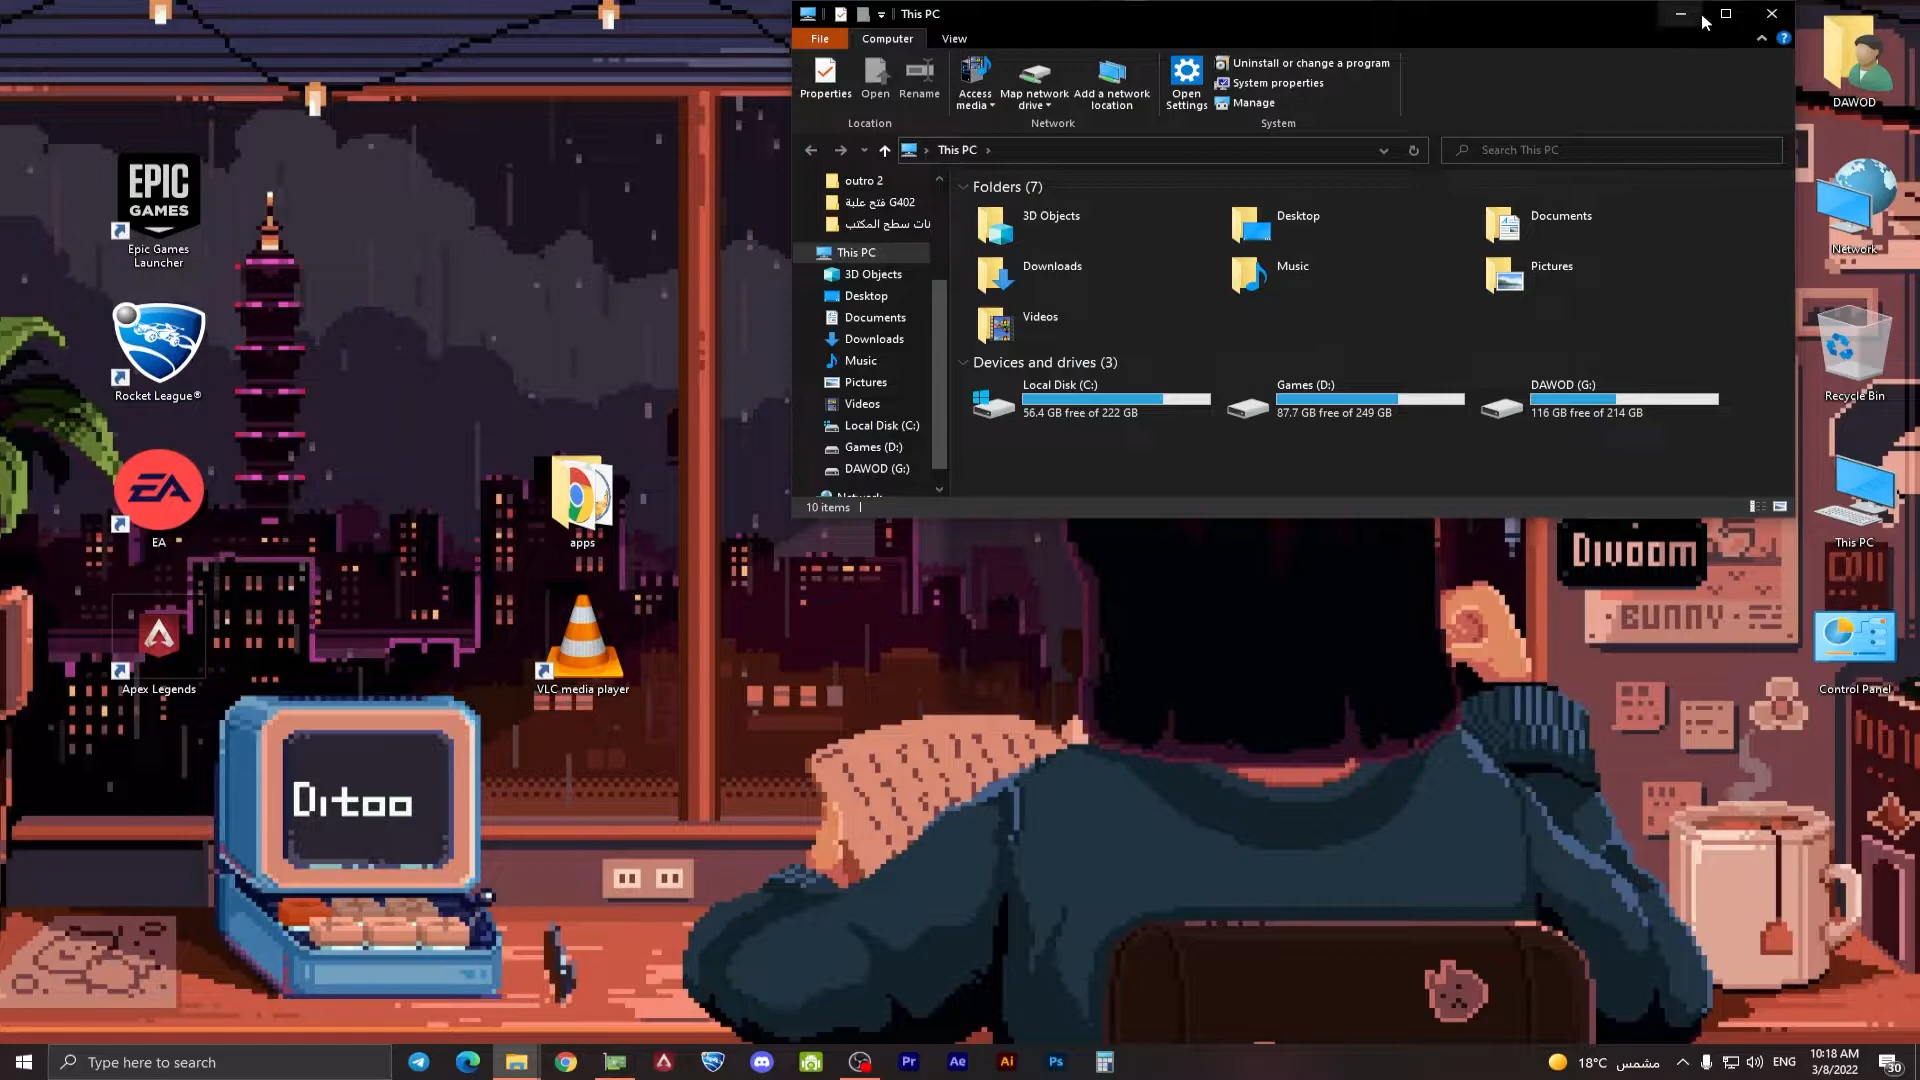 This PC
File
Computer
View
Properties
Open
Rename
Access media
Map network drive
Add a network location
Open Settings
Uninstall or change a program
System properties
Manage
Location
Network
System
This PC
Search This PC
outro 2
فتح علبة G402
نات سطح المكتب
This PC
3D Objects
Desktop
Documents
Downloads
Music
Pictures
Videos
Local Disk (C:)
Games (D:)
DAWOD (G:)
Network
Folders (7)
3D Objects
Desktop
Documents
Downloads
Music
Pictures
Videos
Devices and drives (3)
Local Disk (C:)
56.4 GB free of 222 GB
Games (D:)
87.7 GB free of 249 GB
DAWOD (G:)
116 GB free of 214 GB
10 items
EPIC
GAMES
Epic Games
Launcher
Rocket League®
EA
EA
Apex Legends
apps
VLC media player
DAWOD
Network
Recycle Bin
This PC
Control Panel
Divoom
BUNNY
Ditoo
Type here to search
Pr
Ae
Ai
Ps
18°C مشمس
ENG
10:18 AM
3/8/2022
30